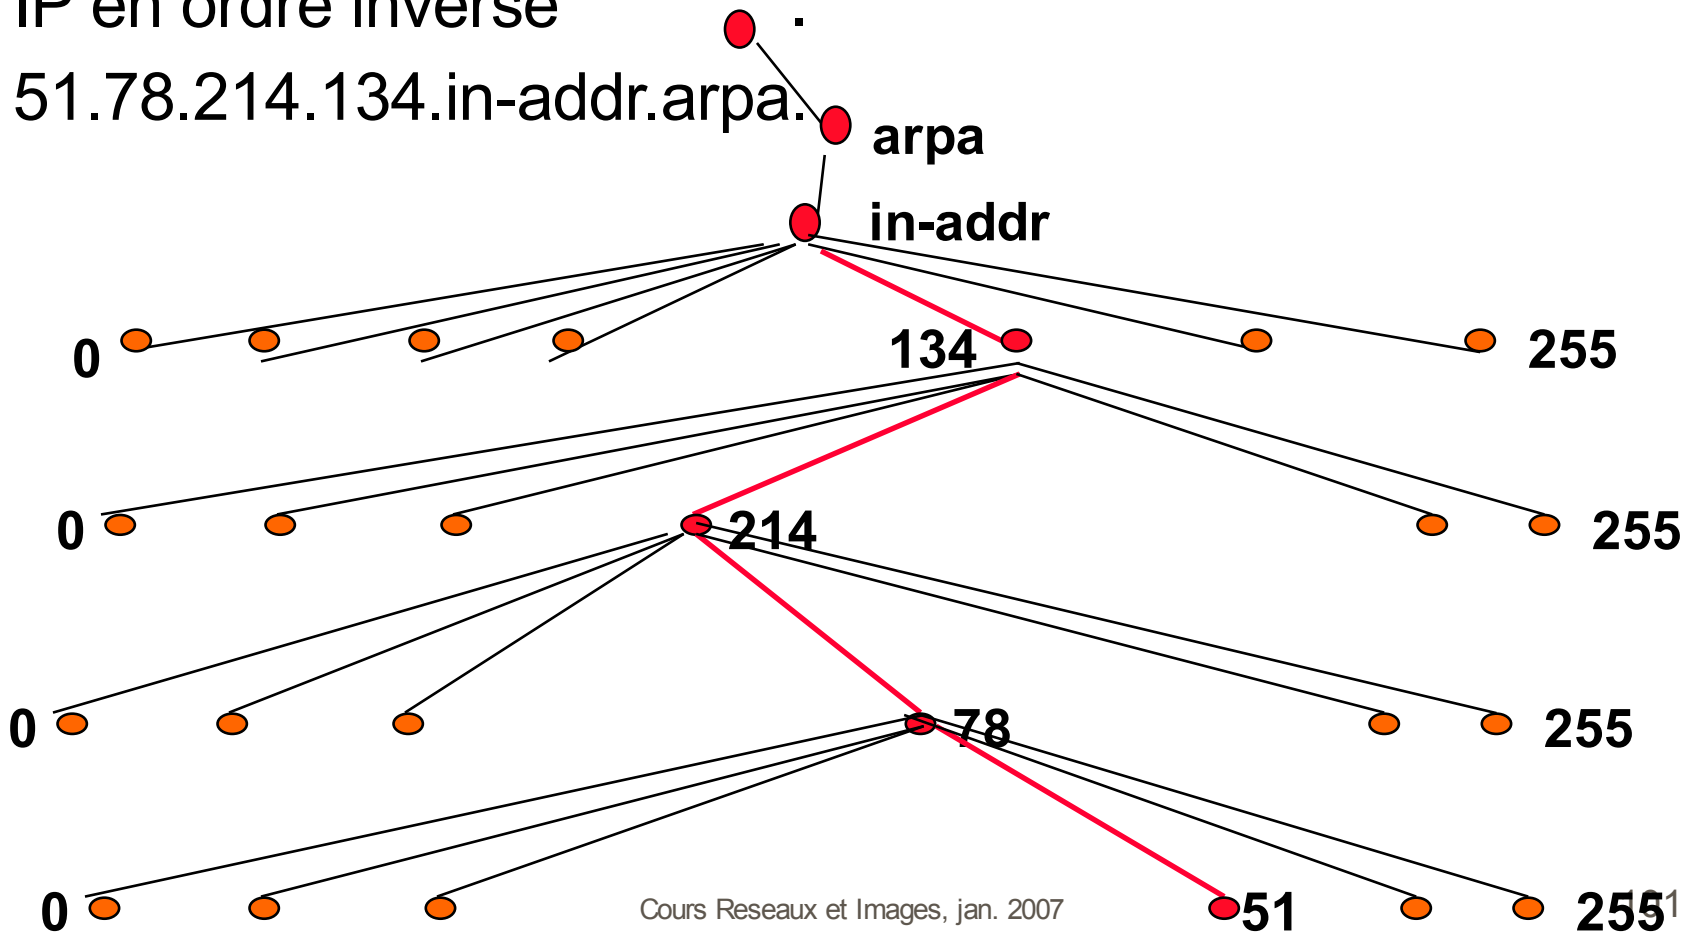 IP en ordre inverse .
51.78.214.134.in-addr.arpa.
arpa
in-addr
0 134 255
0 214 255
0 78 255
0 51 255
Cours Reseaux et Images, jan. 2007